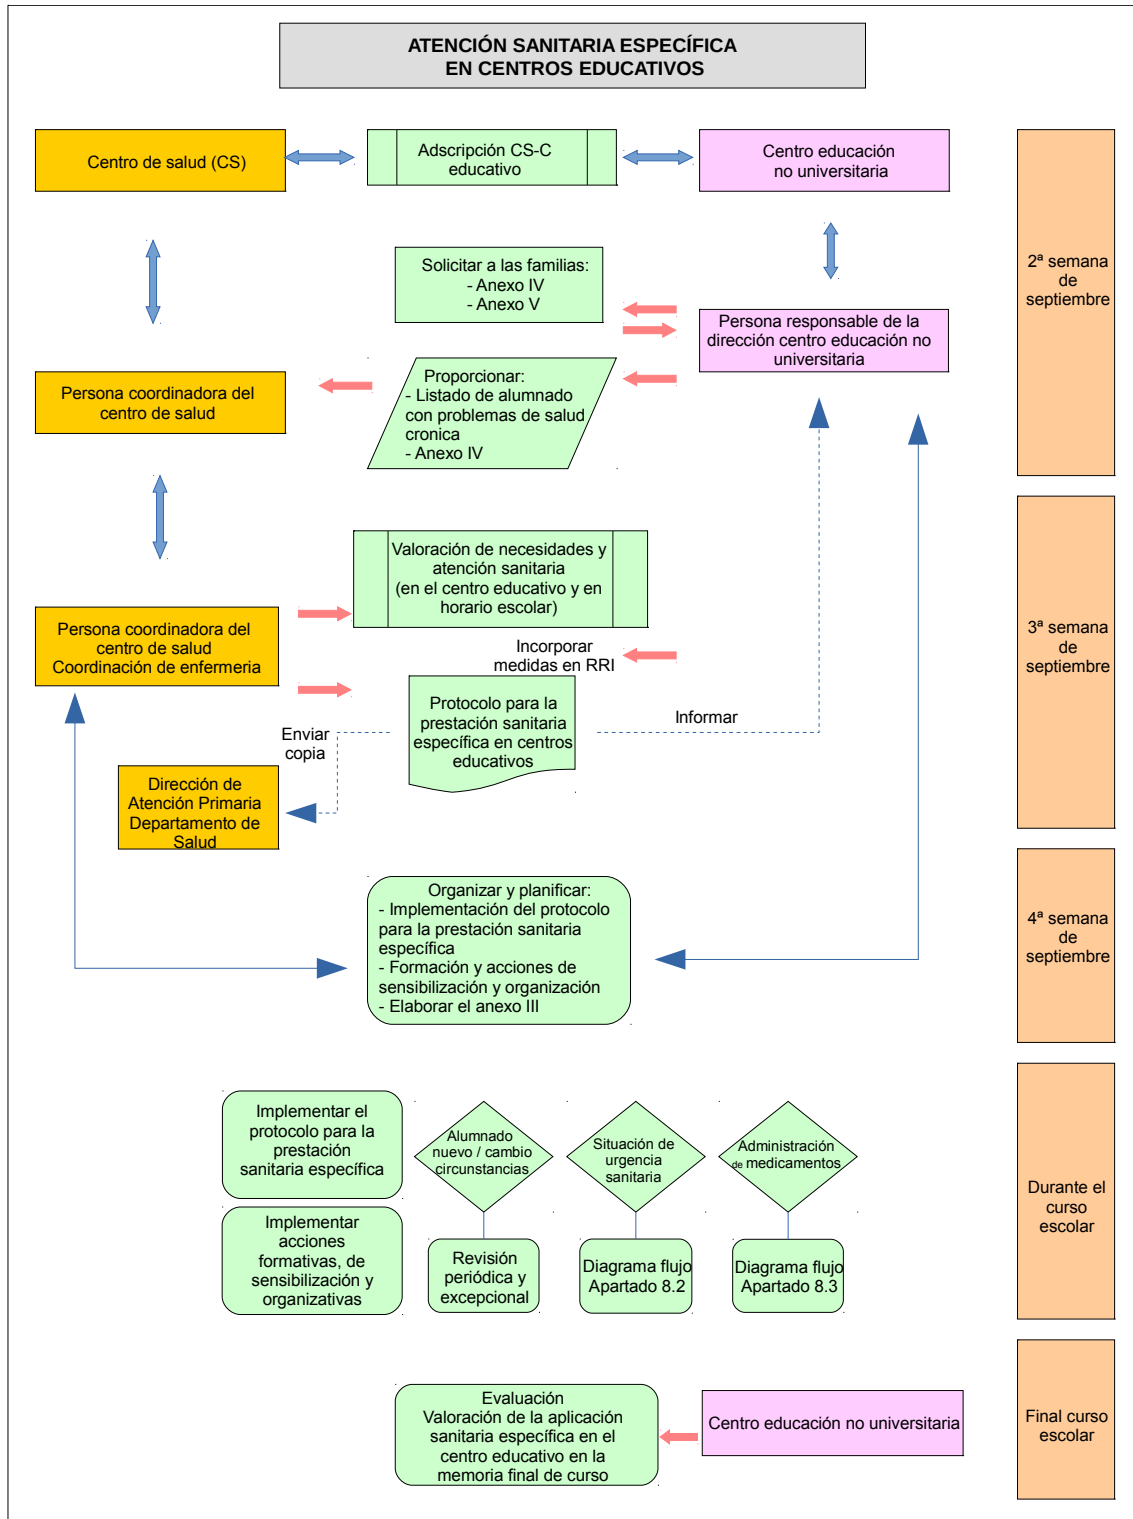 ATENCIÓN SANITARIA ESPECÍFICA
EN CENTROS EDUCATIVOS
Centro de salud (CS)
Adscripción CS-C
educativo
Centro educación
no universitaria
2ª semana
de
septiembre
Solicitar a las familias:
- Anexo IV
- Anexo V
Persona responsable de la
dirección centro educación no
universitaria
Persona coordinadora del
centro de salud
Proporcionar:
- Listado de alumnado
con problemas de salud
cronica
- Anexo IV
Valoración de necesidades y
atención sanitaria
(en el centro educativo y en
horario escolar)
3ª semana
de
septiembre
Persona coordinadora del
centro de salud
Coordinación de enfermeria
Incorporar
medidas en RRI
Protocolo para la
prestación sanitaria
específica en centros
educativos
Informar
Enviar
copia
Dirección de
Atención Primaria
Departamento de
Salud
Organizar y planificar:
- Implementación del protocolo
para la prestación sanitaria
específica
- Formación y acciones de
sensibilización y organización
- Elaborar el anexo III
4ª semana
de
septiembre
Implementar el
protocolo para la
prestación
sanitaria específica
Alumnado
nuevo / cambio
circunstancias
Situación de
urgencia
sanitaria
Administración
de medicamentos
Durante el
curso
escolar
Implementar
acciones
formativas, de
sensibilización y
organizativas
Revisión
periódica y
excepcional
Diagrama flujo
Apartado 8.2
Diagrama flujo
Apartado 8.3
Evaluación
Valoración de la aplicación
sanitaria específica en el
centro educativo en la
memoria final de curso
Centro educación no universitaria
Final curso
escolar